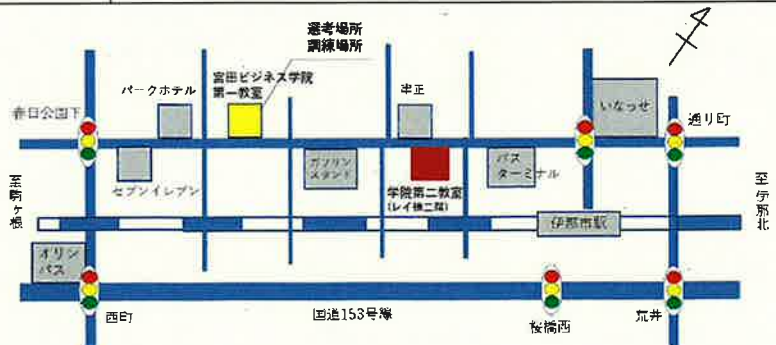 選考場所
訓練場所
パークホテル
宮田ビジネス学院
第一教室
串正
いなっせ
春日公園下
通り町
セブンイレブン
ガソリン
スタンド
学院第二教室
(レイ様二階)
バス
ターミナル
至駒ヶ根
至伊那北
伊那市駅
オリン
パス
西町
国道153号線
桜橋西
荒井